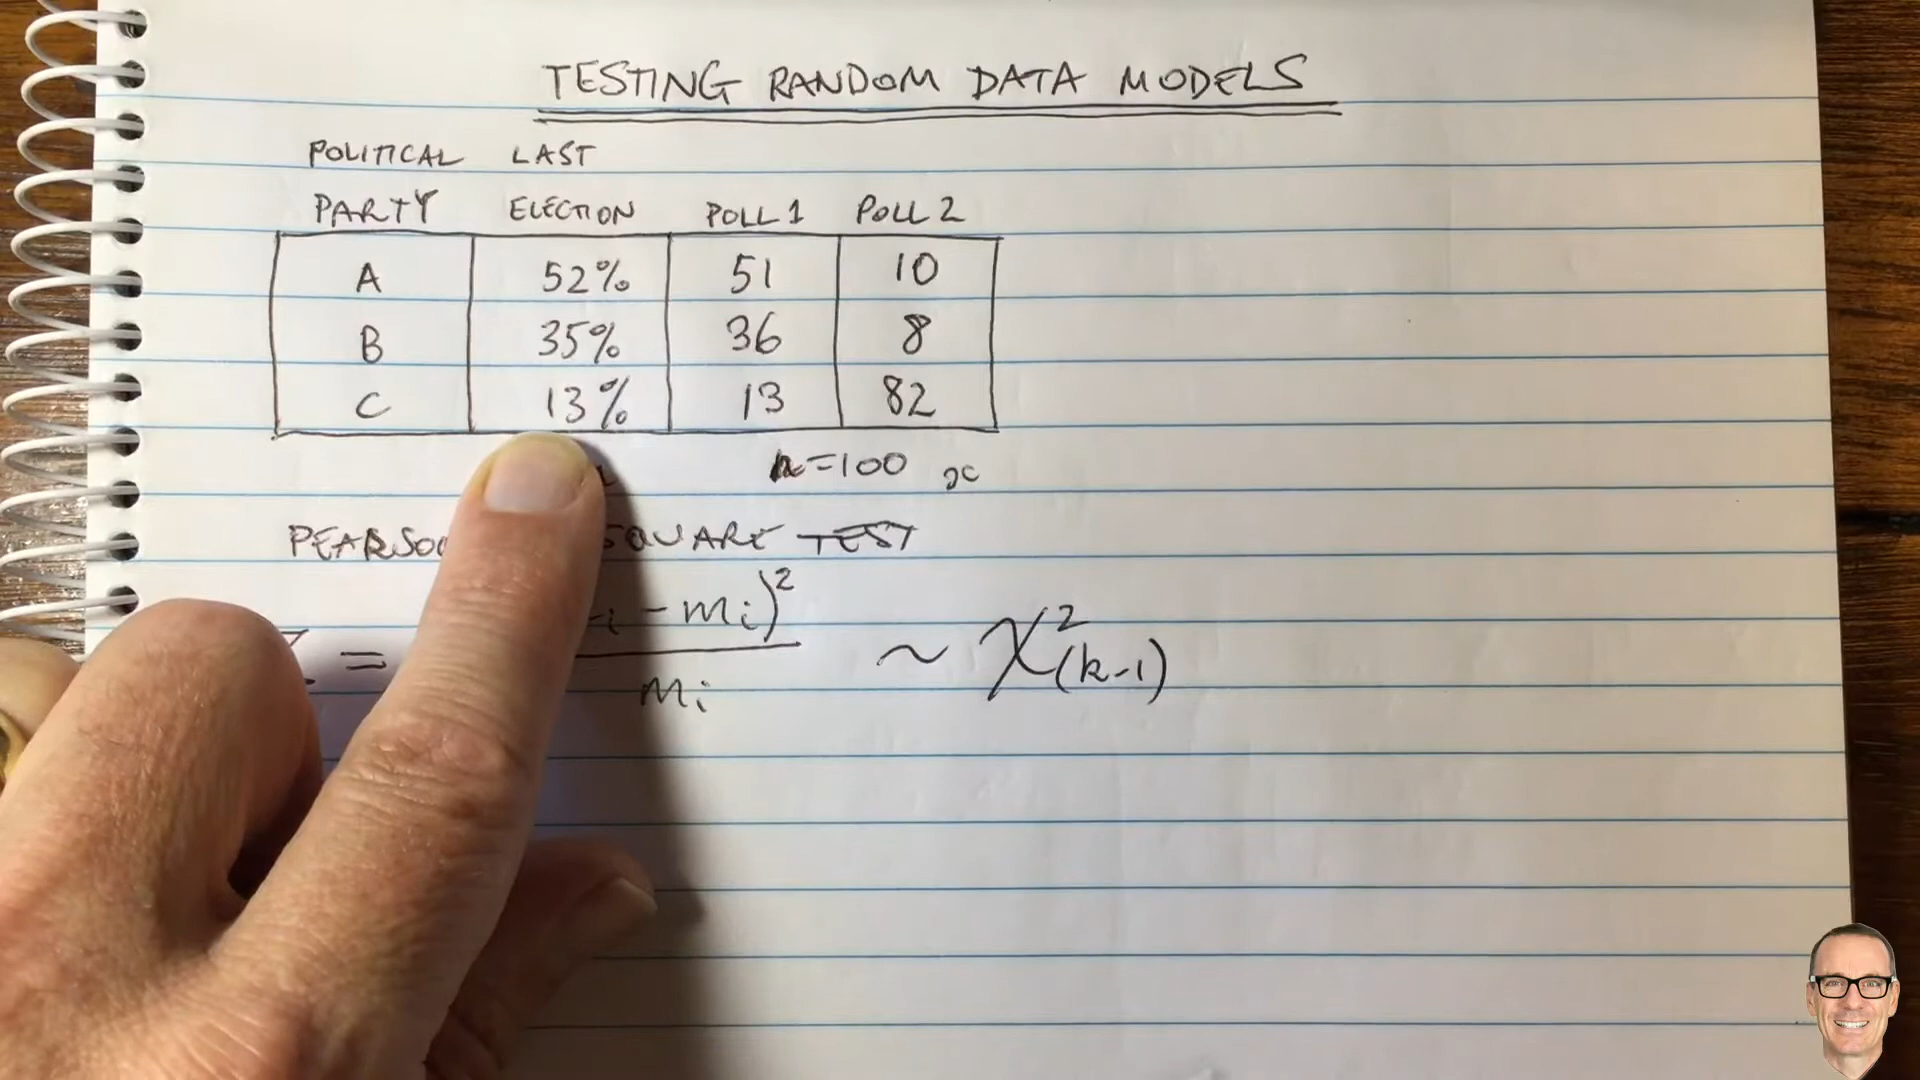 TESTING RANDOM DATA MODELS
POLITICAL LAST
PARTY ELECTION POLL 1 POLL 2
A 52% 51 10
B 35% 36 8
C 13% 13 82
n=100 x
SQUARE TEST
= - mi)²
mi
~ χ²(k-1)